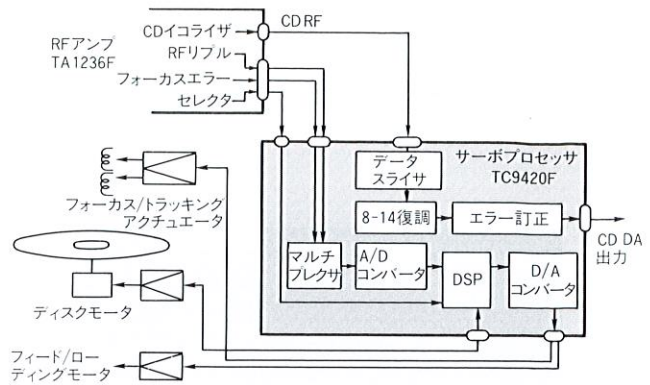 CDイコライザ
CD RF
RFアンプ
TA1236F
RFリプル
フォーカスエラー
セレクタ
データ
スライサ
サーボプロセッサ
TC9420F
フォーカス/トラッキング
アクチュエータ
8-14復調
エラー訂正
CD DA
出力
マルチ
プレクサ
A/D
コンバータ
DSP
D/A
コンバータ
ディスクモータ
フィード/ロー
ディングモータ